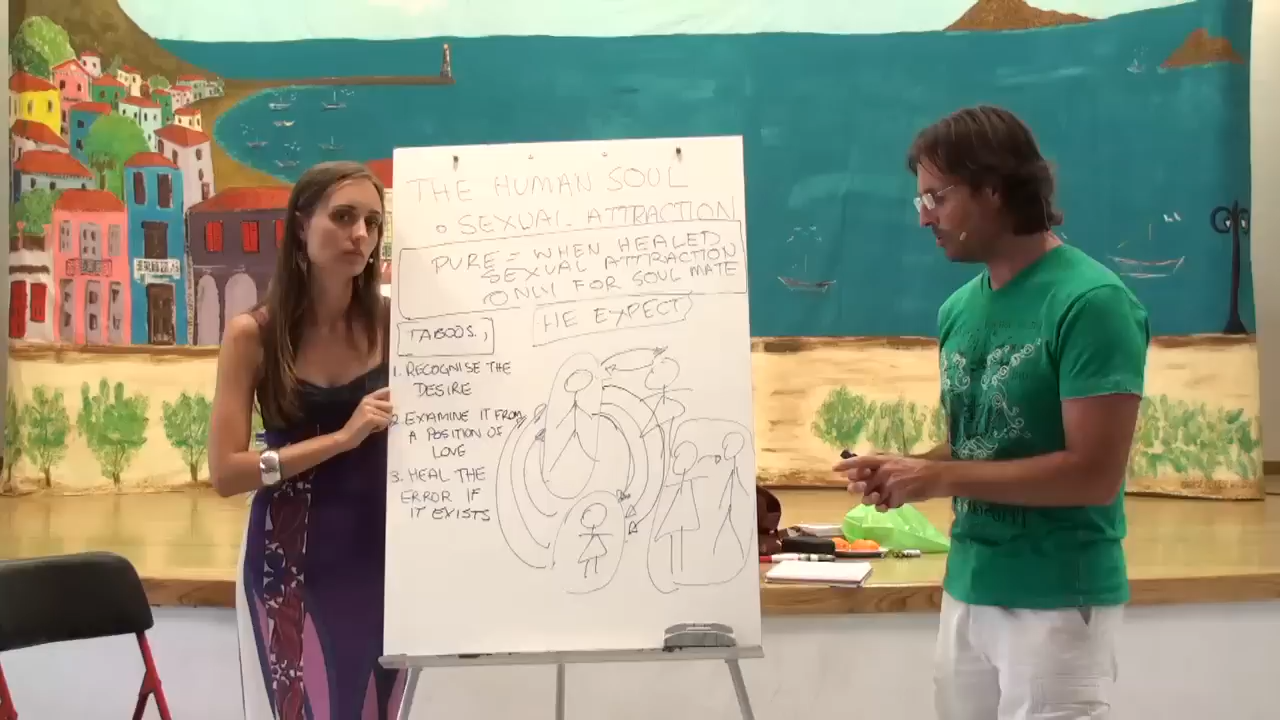 THE HUMAN SOUL
o SEXUAL ATTRACTION
PURE = WHEN HEALED
SEXUAL ATTRACTION
ONLY FOR SOUL MATE
HE EXPECT
TABOOS,
1. RECOGNISE THE
DESIRE
2. EXAMINE IT FROM
A POSITION OF
LOVE
3. HEAL THE
ERROR IF
IT EXISTS